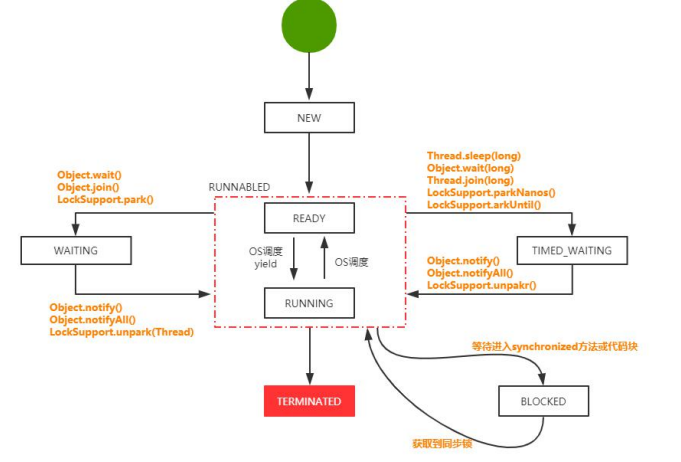 NEW
Thread.sleep(long)
Object.wait(long)
Thread.join(long)
LockSupport.parkNanos()
LockSupport.arkUntil()
Object.wait()
Object.join()
LockSupport.park()
RUNNABLED
READY
WAITING
OS调度
yield
OS调度
TIMED_WAITING
Object.notify()
Object.notifyAll()
LockSupport.unpakr()
RUNNING
Object.notify()
Object.notifyAll()
LockSupport.unpark(Thread)
等待进入synchronized方法或代码块
TERMINATED
BLOCKED
获取到同步锁